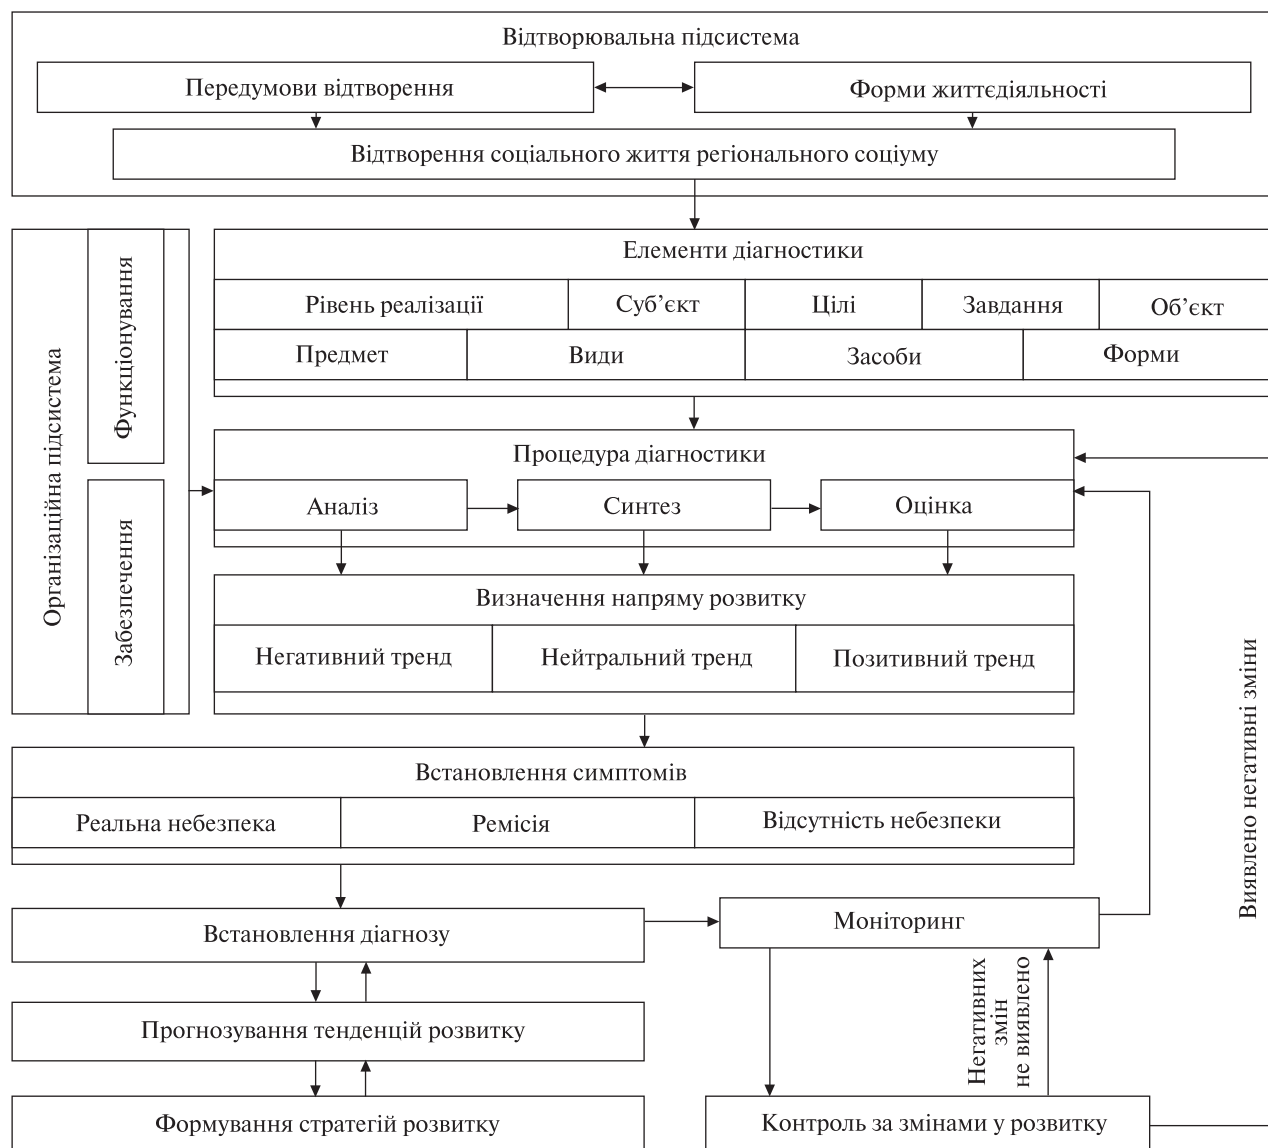 Відтворювальна підсистема
Передумови відтворення
Форми життєдіяльності
Відтворення соціального життя регіонального соціуму
Організаційна підсистема
Функціонування
Забезпечення
Елементи діагностики
Рівень реалізації
Суб’єкт
Цілі
Завдання
Об’єкт
Предмет
Види
Засоби
Форми
Процедура діагностики
Аналіз
Синтез
Оцінка
Визначення напряму розвитку
Негативний тренд
Нейтральний тренд
Позитивний тренд
Встановлення симптомів
Реальна небезпека
Ремісія
Відсутність небезпеки
Встановлення діагнозу
Моніторинг
Виявлено негативні зміни
Негативних
змін
не виявлено
Прогнозування тенденцій розвитку
Формування стратегій розвитку
Контроль за змінами у розвитку